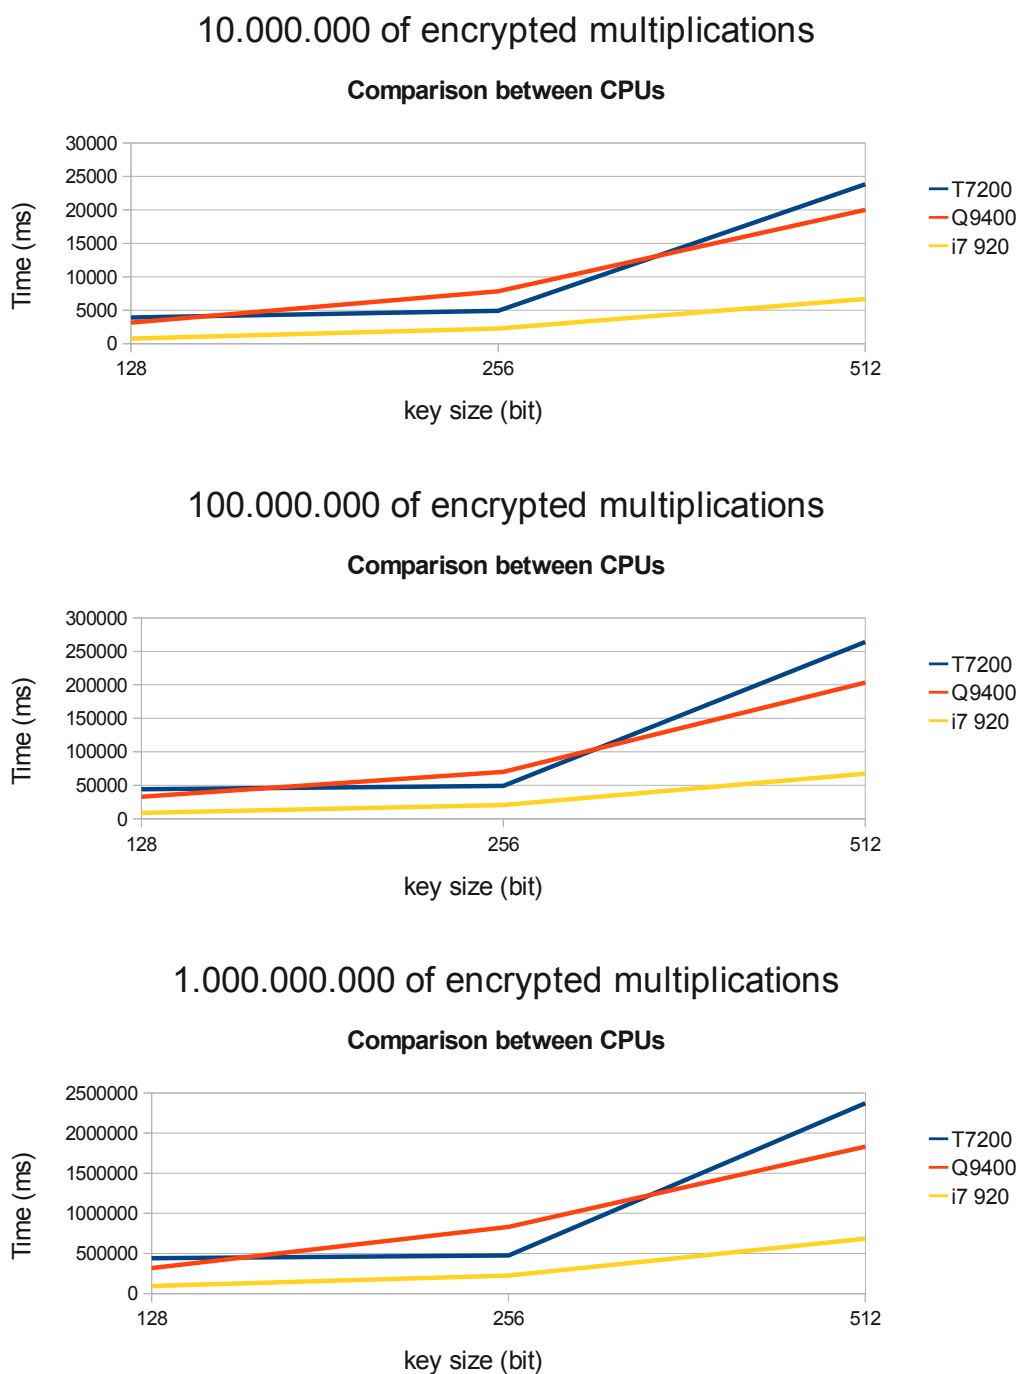 10.000.000 of encrypted multiplications
Comparison between CPUs
30000
25000
20000
15000
10000
5000
0
Time (ms)
128
256
512
key size (bit)
T7200
Q9400
i7 920
100.000.000 of encrypted multiplications
Comparison between CPUs
300000
250000
200000
150000
100000
50000
0
Time (ms)
128
256
512
key size (bit)
T7200
Q9400
i7 920
1.000.000.000 of encrypted multiplications
Comparison between CPUs
2500000
2000000
1500000
1000000
500000
0
Time (ms)
128
256
512
key size (bit)
T7200
Q9400
i7 920